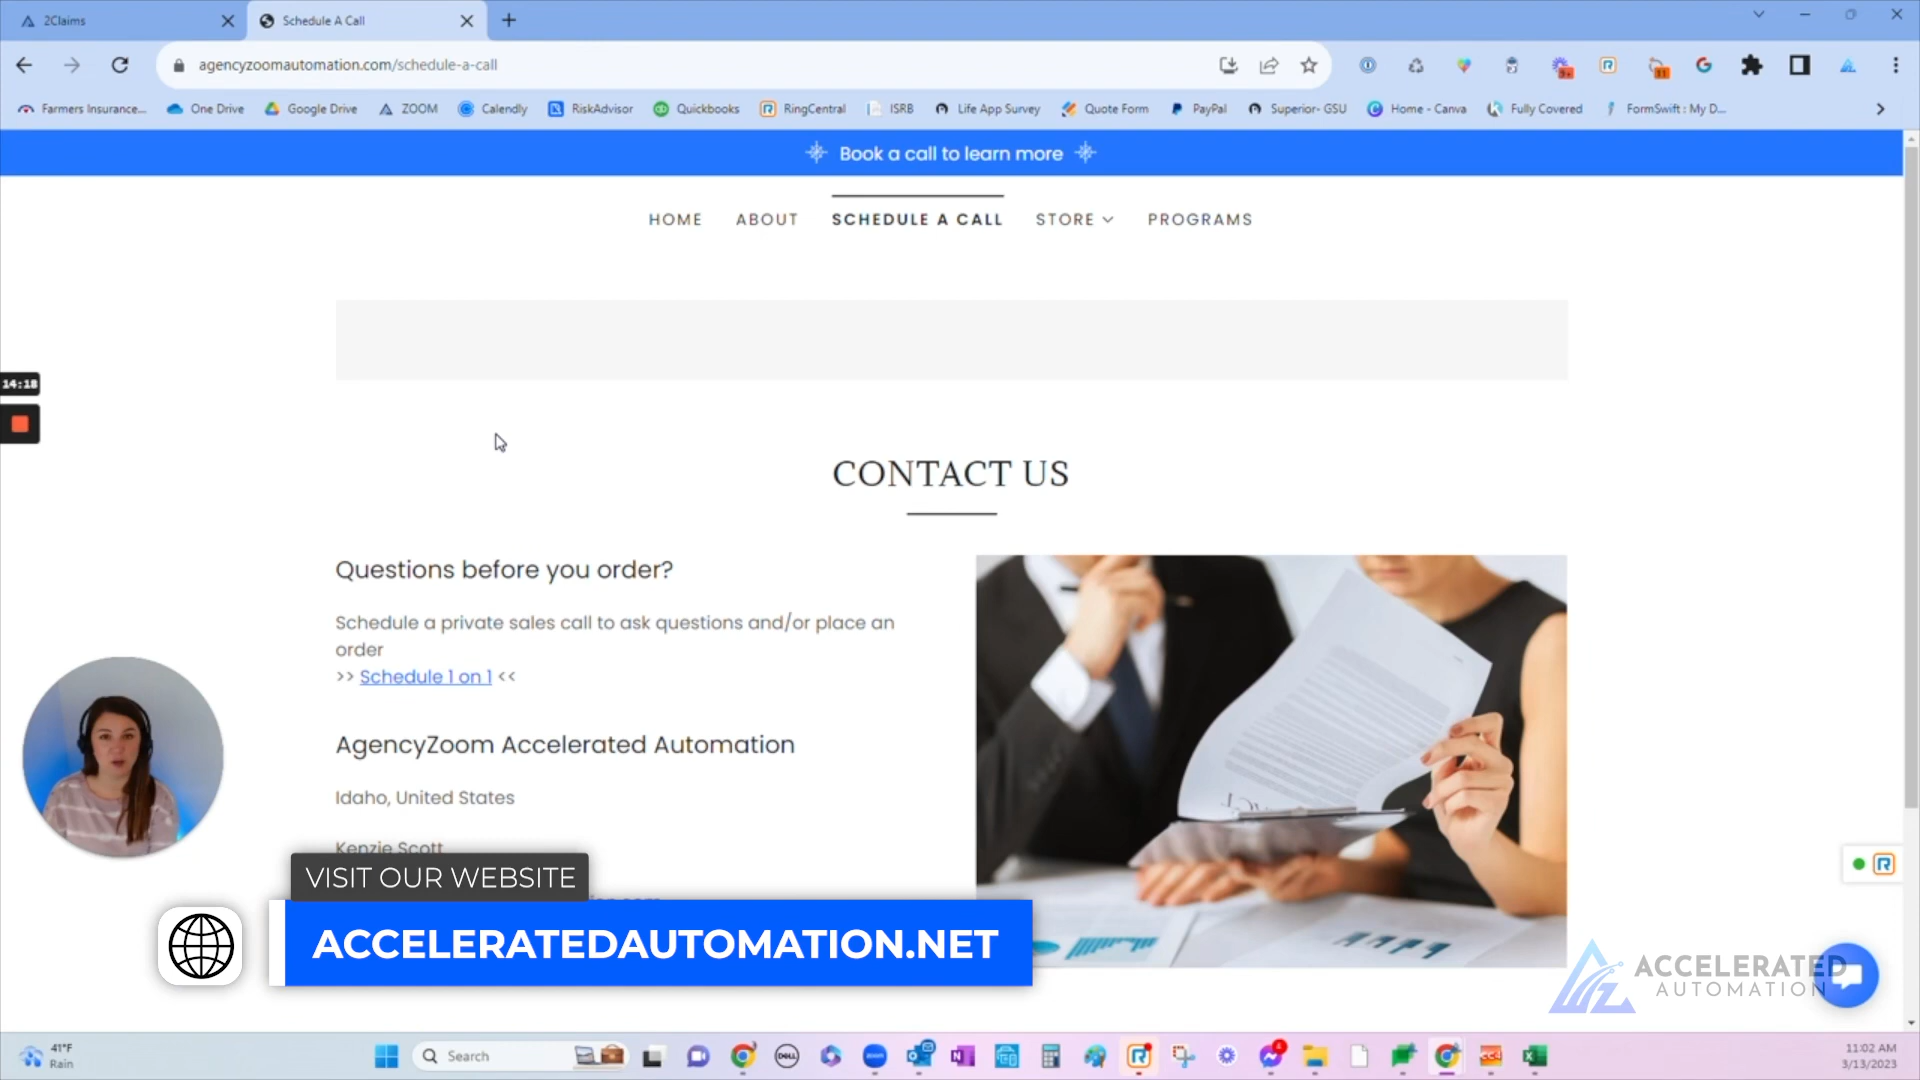 2Claims
Schedule A Call
agencyzoomautomation.com/schedule-a-call
Farmers Insurance...
One Drive
Google Drive
ZOOM
Calendly
RiskAdvisor
Quickbooks
RingCentral
ISRB
Life App Survey
Quote Form
PayPal
Superior- GSU
Home - Canva
Fully Covered
FormSwift : My D...
Book a call to learn more
HOME
ABOUT
SCHEDULE A CALL
STORE
PROGRAMS
14:18
CONTACT US
Questions before you order?
Schedule a private sales call to ask questions and/or place an
order
>> Schedule 1 on 1 <<
AgencyZoom Accelerated Automation
Idaho, United States
Kenzie Scott
VISIT OUR WEBSITE
ACCELERATEDAUTOMATION.NET
ACCELERATED
AUTOMATION
41°F
Rain
Search
11:02 AM
3/13/2023